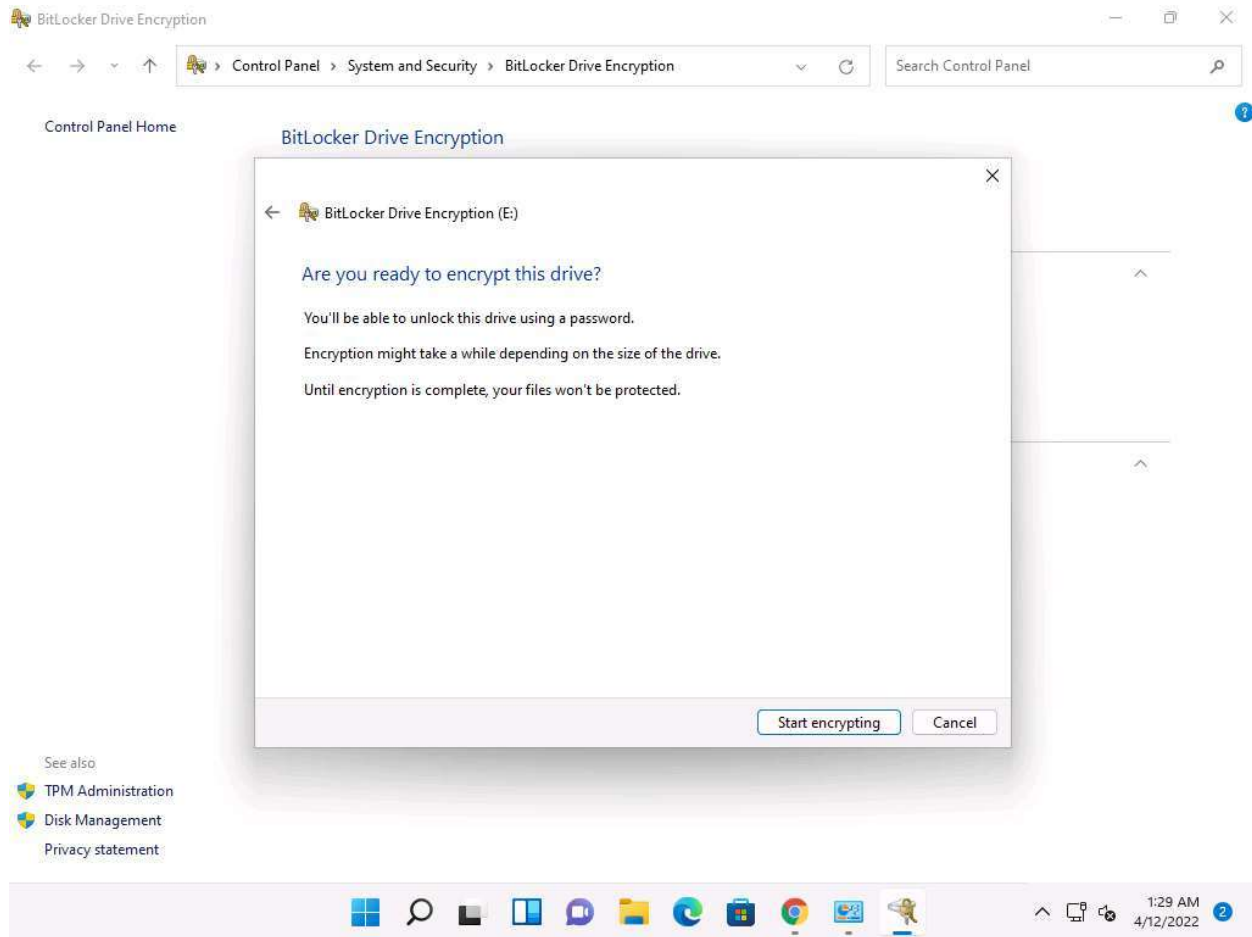 BitLocker Drive Encryption
Control Panel > System and Security > BitLocker Drive Encryption
Search Control Panel
?
Control Panel Home
BitLocker Drive Encryption
BitLocker Drive Encryption (E:)
Are you ready to encrypt this drive?
You'll be able to unlock this drive using a password.
Encryption might take a while depending on the size of the drive.
Until encryption is complete, your files won't be protected.
Start encrypting
Cancel
See also
TPM Administration
Disk Management
Privacy statement
1:29 AM
4/12/2022
2